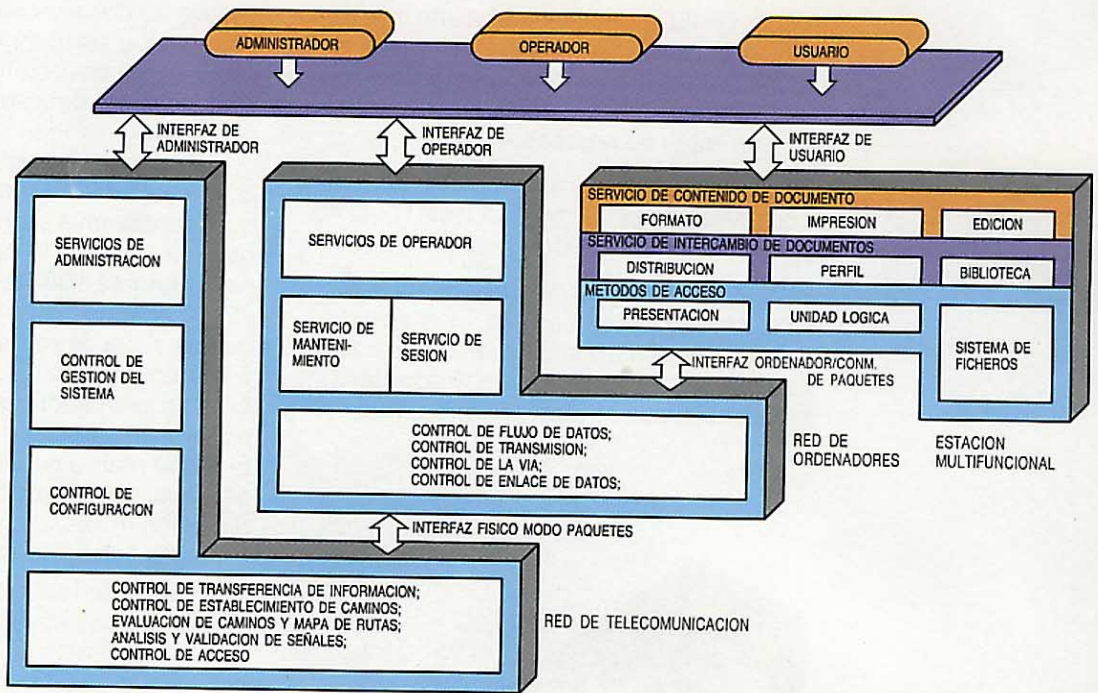 ADMINISTRADOR
OPERADOR
USUARIO
INTERFAZ DE
ADMINISTRADOR
INTERFAZ DE
OPERADOR
INTERFAZ DE
USUARIO
SERVICIOS DE
ADMINISTRACION
CONTROL DE
GESTION DEL
SISTEMA
CONTROL DE
CONFIGURACION
CONTROL DE TRANSFERENCIA DE INFORMACION;
CONTROL DE ESTABLECIMIENTO DE CAMINOS;
EVALUACION DE CAMINOS Y MAPA DE RUTAS;
ANALISIS Y VALIDACION DE SEÑALES;
CONTROL DE ACCESO
RED DE TELECOMUNICACION
SERVICIOS DE OPERADOR
SERVICIO DE
MANTENI-
MIENTO
SERVICIO DE
SESION
CONTROL DE FLUJO DE DATOS;
CONTROL DE TRANSMISION;
CONTROL DE LA VIA;
CONTROL DE ENLACE DE DATOS;
INTERFAZ FISICO MODO PAQUETES
RED DE
ORDENADORES
SERVICIO DE CONTENIDO DE DOCUMENTO
FORMATO
IMPRESION
EDICION
SERVICIO DE INTERCAMBIO DE DOCUMENTOS
DISTRIBUCION
PERFIL
BIBLIOTECA
METODOS DE ACCESO
PRESENTACION
UNIDAD LOGICA
SISTEMA DE
FICHEROS
INTERFAZ ORDENADOR/CONM.
DE PAQUETES
ESTACION
MULTIFUNCIONAL